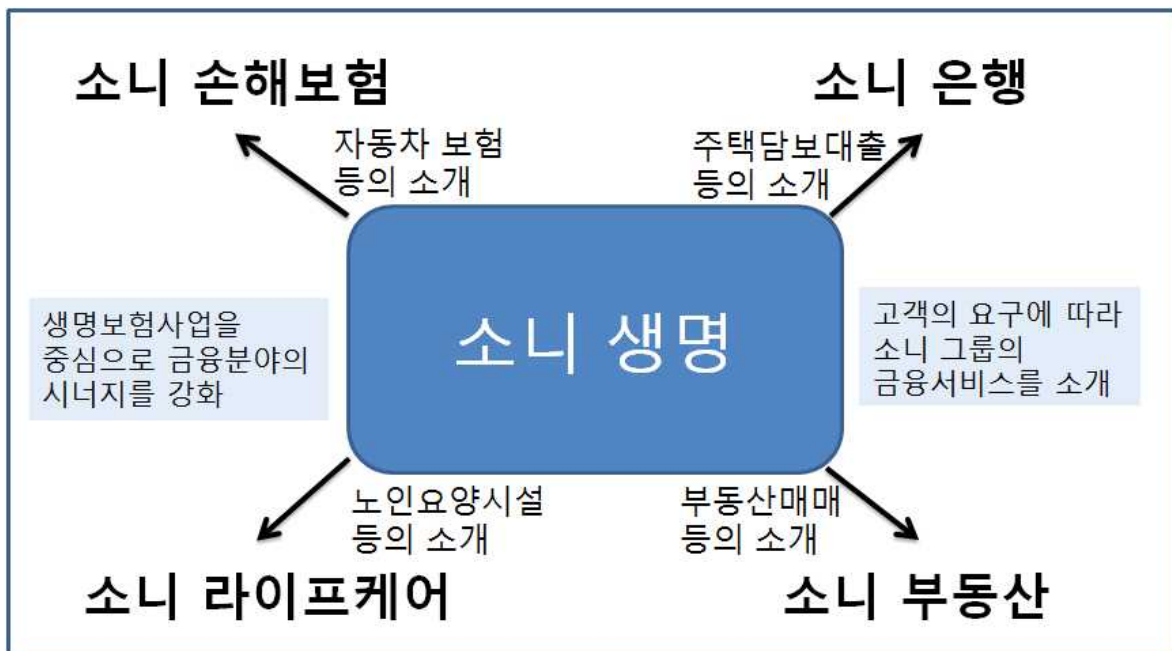 소니 손해보험
소니 은행
자동차 보험
등의 소개
주택담보대출
등의 소개
생명보험사업을
중심으로 금융분야의
시너지를 강화
소니 생명
고객의 요구에 따라
소니 그룹의
금융서비스를 소개
노인요양시설
등의 소개
부동산매매
등의 소개
소니 라이프케어
소니 부동산